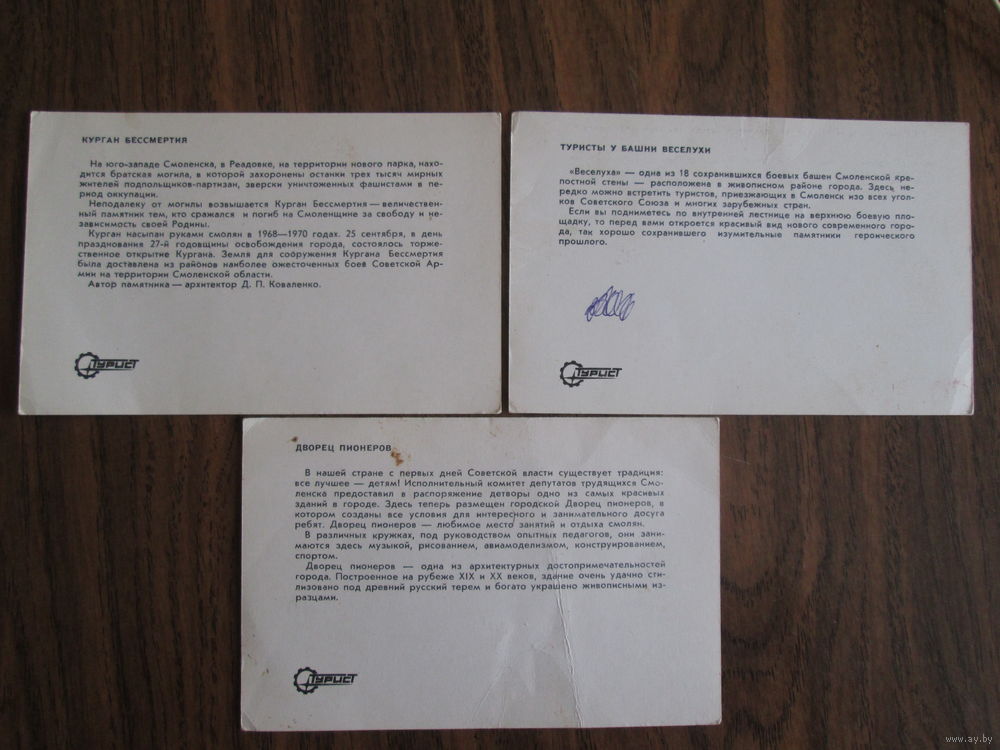 КУРГАН БЕССМЕРТИЯ
На юго-западе Смоленска, в Реадовке, на территории нового парка, нахо-
дится братская могила, в которой захоронены останки трех тысяч мирных
жителей подпольщиков-партизан, зверски уничтоженных фашистами в пе-
риод оккупации.
Неподалеку от могилы возвышается Курган Бессмертия — величествен-
ный памятник тем, кто сражался и погиб на Смоленщине за свободу и не-
зависимость своей Родины.
Курган насыпан руками смолян в 1968—1970 годах. 25 сентября, в день
празднования 27-й годовщины освобождения города, состоялось торже-
ственное открытие Кургана. Земля для сооружения Кургана Бессмертия
была доставлена из районов наиболее ожесточенных боев Советской Ар-
мии на территории Смоленской области.
Автор памятника — архитектор Д. П. Коваленко.
ТУРИСТ
ТУРИСТЫ У БАШНИ ВЕСЕЛУХИ
«Веселуха» — одна из 18 сохранившихся боевых башен Смоленской кре-
постной стены — расположена в живописном районе города. Здесь не-
редко можно встретить туристов, приезжающих в Смоленск изо всех угол-
ков Советского Союза и многих зарубежных стран.
Если вы подниметесь по внутренней лестнице на верхнюю боевую пло-
щадку, то перед вами откроется красивый вид нового современного горо-
да, так хорошо сохранившего изумительные памятники героического
прошлого.
ТУРИСТ
ДВОРЕЦ ПИОНЕРОВ
В нашей стране с первых дней Советской власти существует традиция:
все лучшее — детям! Исполнительный комитет депутатов трудящихся Смо-
ленска предоставил в распоряжение детворы одно из самых красивых
зданий в городе. Здесь теперь размещен городской Дворец пионеров, в
котором созданы все условия для интересного и занимательного досуга
ребят. Дворец пионеров — любимое место занятий и отдыха смолян.
В различных кружках, под руководством опытных педагогов, они зани-
маются здесь музыкой, рисованием, авиамоделизмом, конструированием,
спортом.
Дворец пионеров — одна из архитектурных достопримечательностей
города. Построенное на рубеже XIX и XX веков, здание очень удачно сти-
лизовано под древний русский терем и богато украшено живописными из-
разцами.
ТУРИСТ
www.ay.by